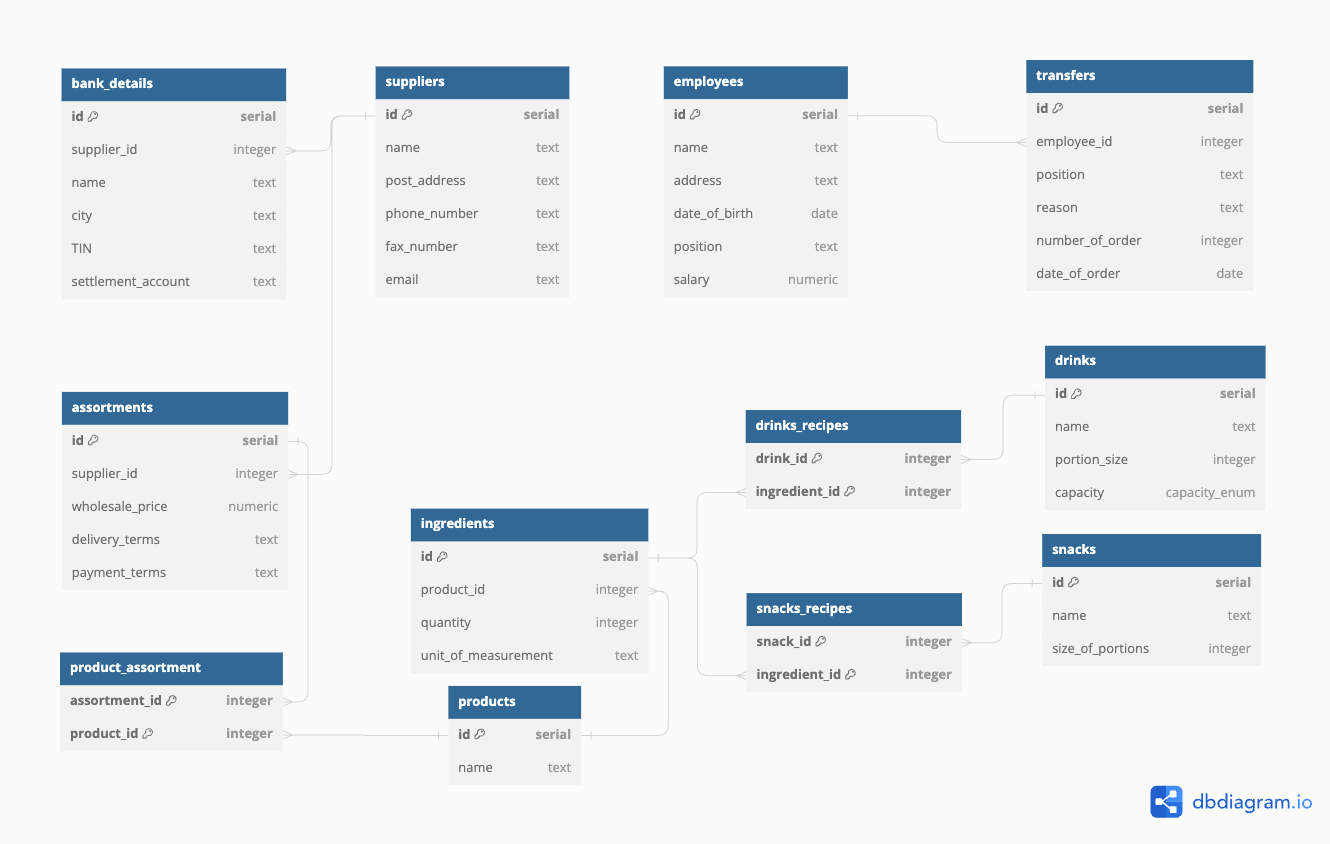 bank_details
id serial
supplier_id integer
name text
city text
TIN text
settlement_account text
suppliers
id serial
name text
post_address text
phone_number text
fax_number text
email text
employees
id serial
name text
address text
date_of_birth date
position text
salary numeric
transfers
id serial
employee_id integer
position text
reason text
number_of_order integer
date_of_order date
assortments
id serial
supplier_id integer
wholesale_price numeric
delivery_terms text
payment_terms text
product_assortment
assortment_id integer
product_id integer
ingredients
id serial
product_id integer
quantity integer
unit_of_measurement text
products
id serial
name text
drinks_recipes
drink_id integer
ingredient_id integer
snacks_recipes
snack_id integer
ingredient_id integer
drinks
id serial
name text
portion_size integer
capacity capacity_enum
snacks
id serial
name text
size_of_portions integer
dbdiagram.io